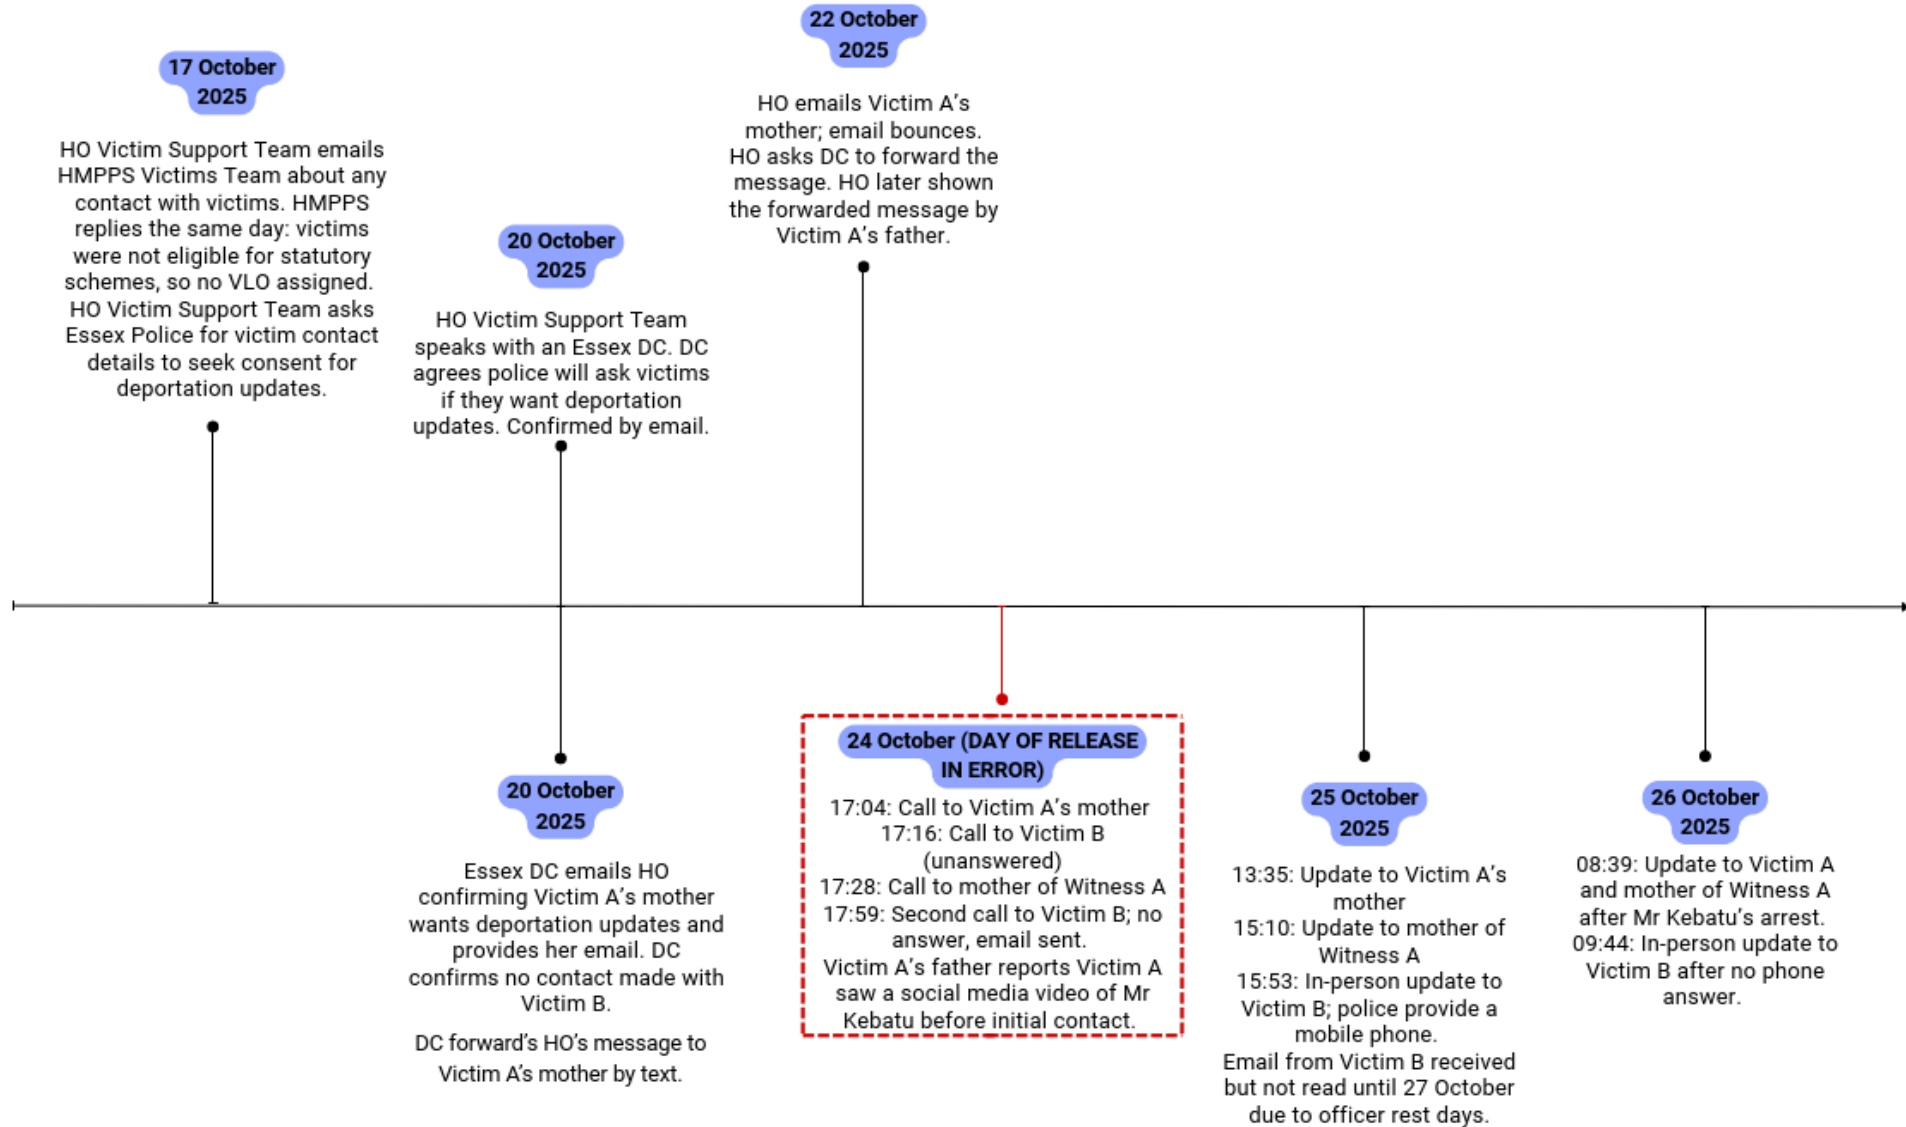 17 October
2025
HO Victim Support Team emails
HMPPS Victims Team about any
contact with victims. HMPPS
replies the same day: victims
were not eligible for statutory
schemes, so no VLO assigned.
HO Victim Support Team asks
Essex Police for victim contact
details to seek consent for
deportation updates.
20 October
2025
HO Victim Support Team
speaks with an Essex DC. DC
agrees police will ask victims
if they want deportation
updates. Confirmed by email.
22 October
2025
HO emails Victim A’s
mother; email bounces.
HO asks DC to forward the
message. HO later shown
the forwarded message by
Victim A’s father.
20 October
2025
Essex DC emails HO
confirming Victim A’s mother
wants deportation updates and
provides her email. DC
confirms no contact made with
Victim B.
DC forward’s HO’s message to
Victim A’s mother by text.
24 October (DAY OF RELEASE
IN ERROR)
17:04: Call to Victim A’s mother
17:16: Call to Victim B
(unanswered)
17:28: Call to mother of Witness A
17:59: Second call to Victim B; no
answer, email sent.
Victim A’s father reports Victim A
saw a social media video of Mr
Kebatu before initial contact.
25 October
2025
13:35: Update to Victim A’s
mother
15:10: Update to mother of
Witness A
15:53: In-person update to
Victim B; police provide a
mobile phone.
Email from Victim B received
but not read until 27 October
due to officer rest days.
26 October
2025
08:39: Update to Victim A
and mother of Witness A
after Mr Kebatu’s arrest.
09:44: In-person update to
Victim B after no phone
answer.